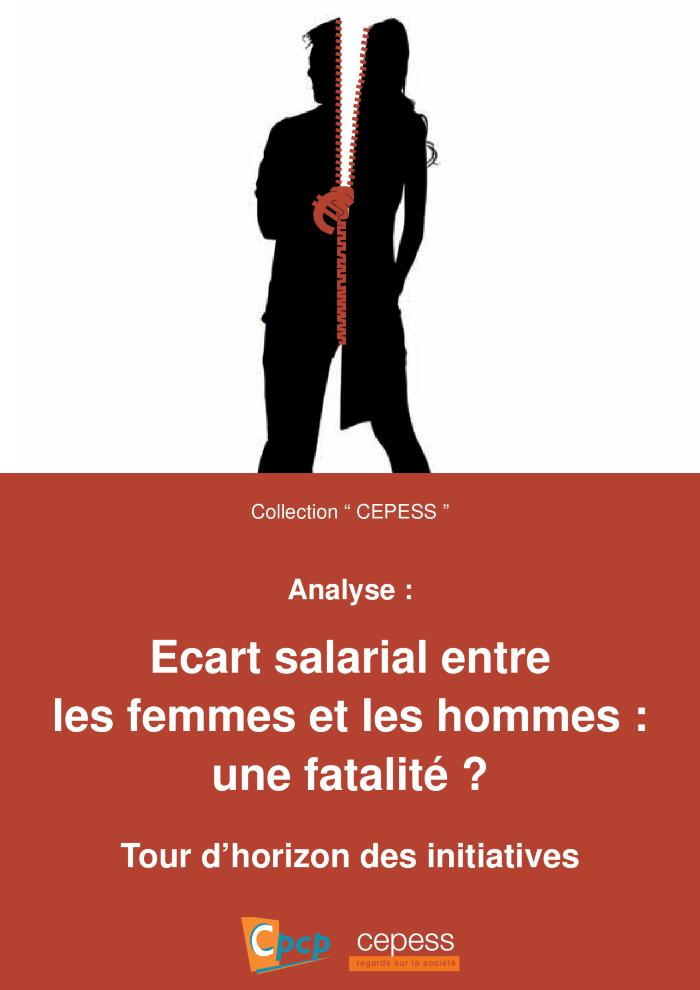 Collection “ CEPESS ”
Analyse :
Ecart salarial entre
les femmes et les hommes :
une fatalité ?
Tour d’horizon des initiatives
Cpcp
cepess
regards sur la société